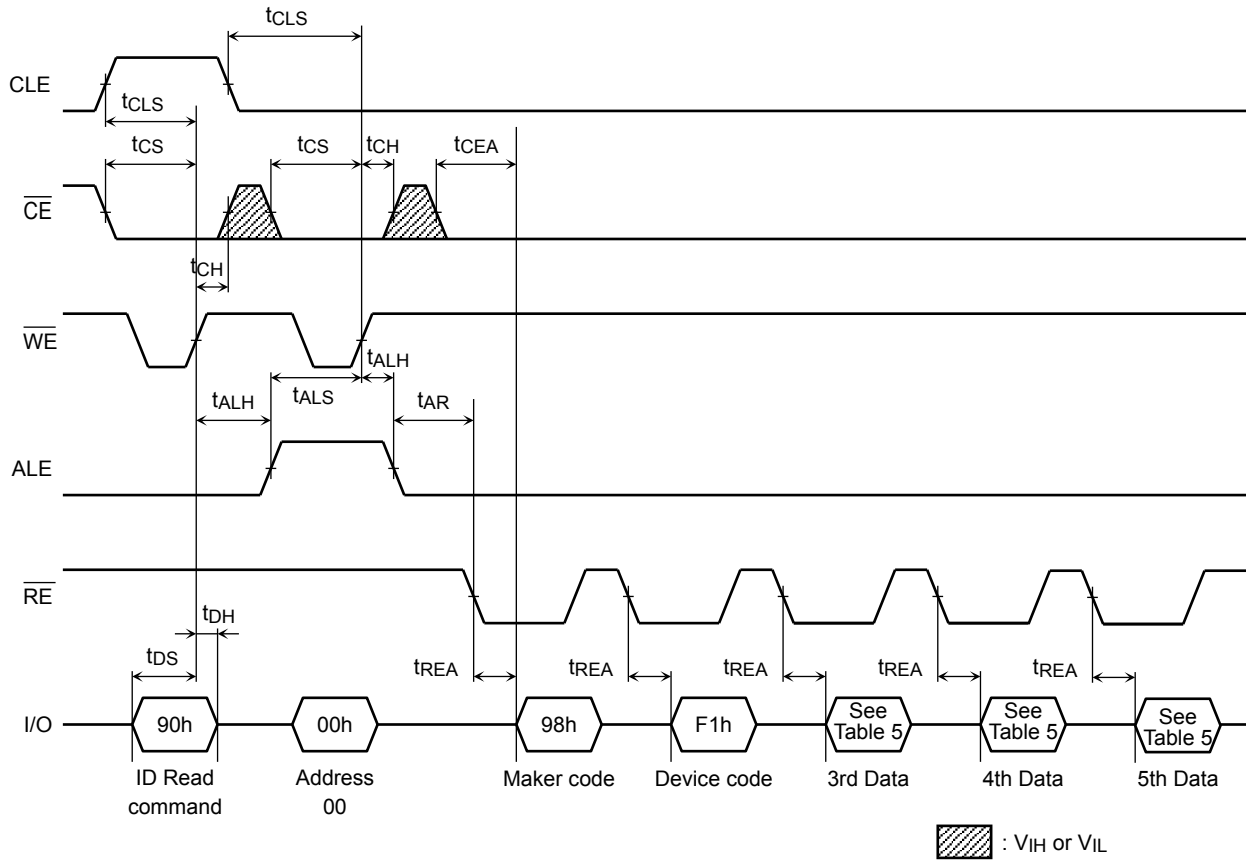 tCLS
CLE
tCLS
tCS tCS tCH tCEA
CE
tCH
WE
tALH
tALH tALS tAR
ALE
RE
tDH
tDS tREA tREA tREA tREA tREA
I/O 90h 00h 98h F1h See Table 5 See Table 5 See Table 5
ID Read command Address 00 Maker code Device code 3rd Data 4th Data 5th Data
: VIH or VIL